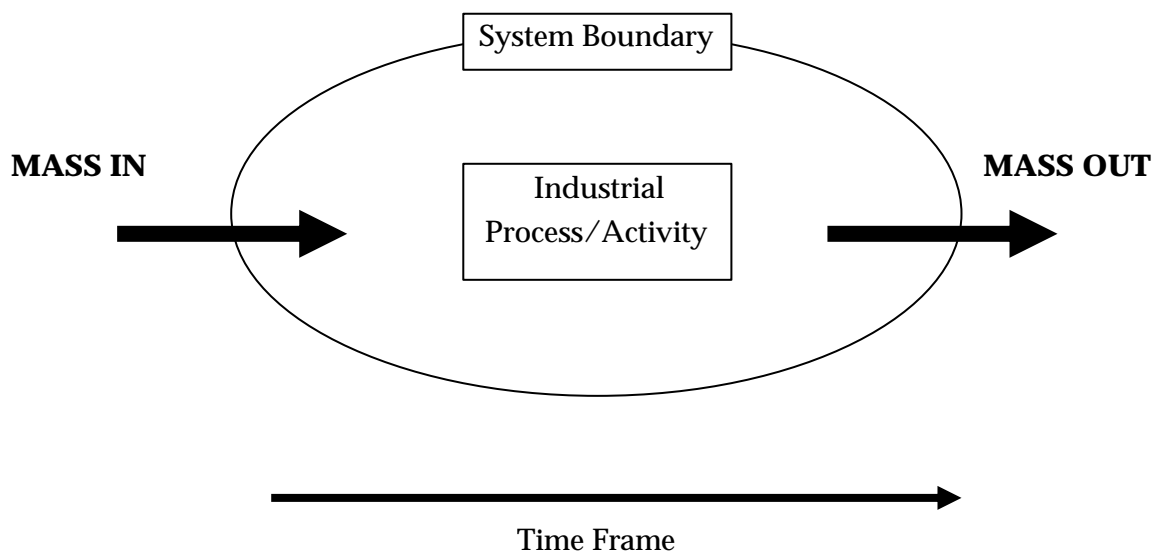 System Boundary
MASS IN
MASS OUT
Industrial
Process/Activity
Time Frame